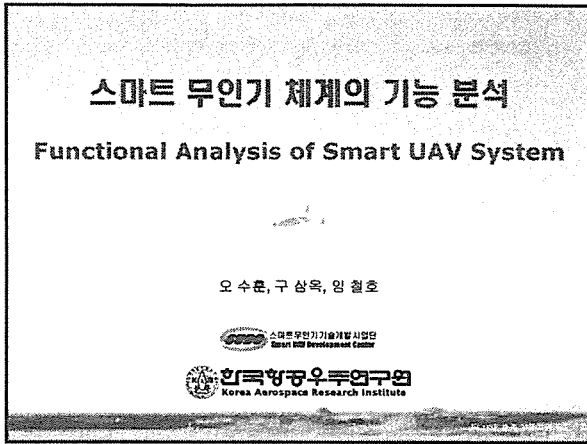 스마트 무인기 체계의 기능 분석
Functional Analysis of Smart UAV System
오 수훈, 구 삼옥, 임 철호
스마트무인기기술개발사업단
Smart UAV Development Center
한국항공우주연구원
Korea Aerospace Research Institute